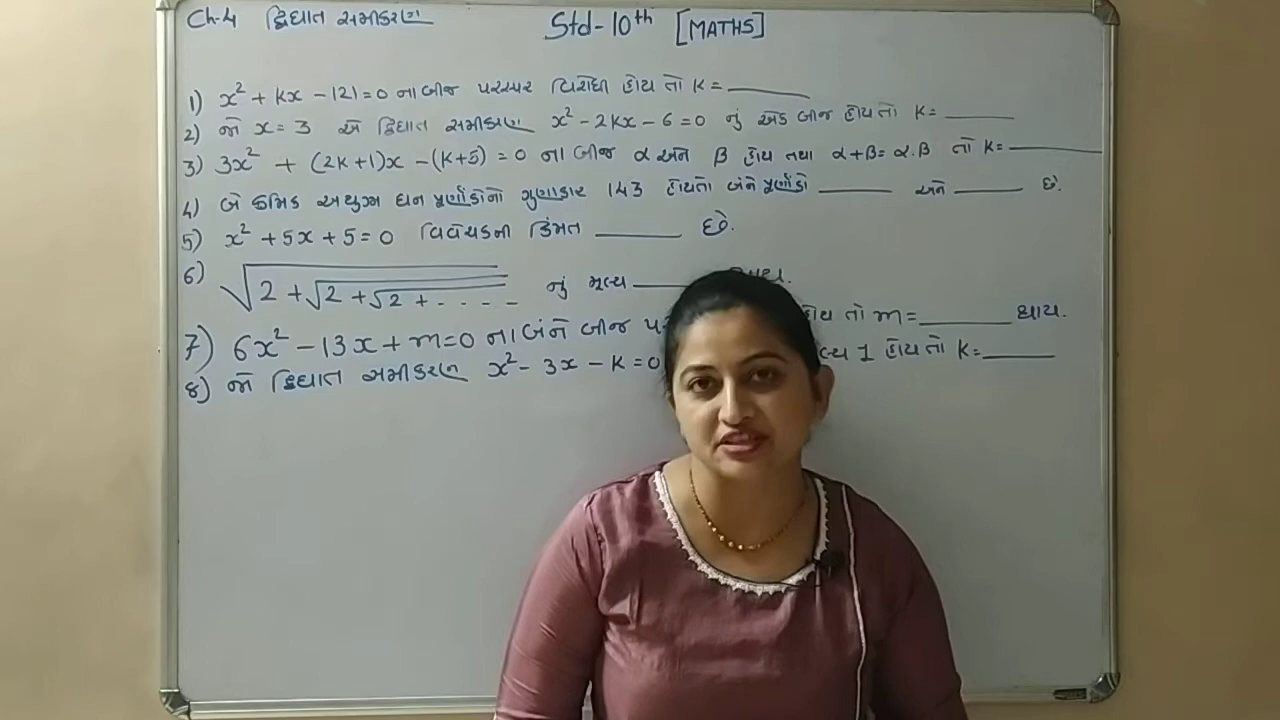 Ch-4 દ્વિઘાત સમીકરણ
Std-10th [MATHS]
1) x² + kx - 121 = 0 ના બીજ પરસ્પર વિરોધી હોય તો K = ______
2) જો x = 3 એ દ્વિઘાત સમીકરણ x² - 2kx - 6 = 0 નું એક બીજ હોય તો K = ______
3) 3x² + (2k+1)x - (k+5) = 0 ના બીજ α અને β હોય તથા α+β = α.β તો K = ______
4) બે ક્રમિક અયુગ્મ ધન પૂર્ણાંકોનો ગુણાકાર 143 હોયતો બંને પૂર્ણાંકો ______ અને ______ છે.
5) x² + 5x + 5 = 0 વિવેચકની કિંમત ______ છે.
6) √2 + √2 + √2 + - - - - નું મૂલ્ય ______
7) 6x² - 13x + m = 0 ના બંને બીજ હોય તો m = ______ થાય.
8) જો દ્વિઘાત સમીકરણ x² - 3x - k = 0 1 હોય તો K = ______